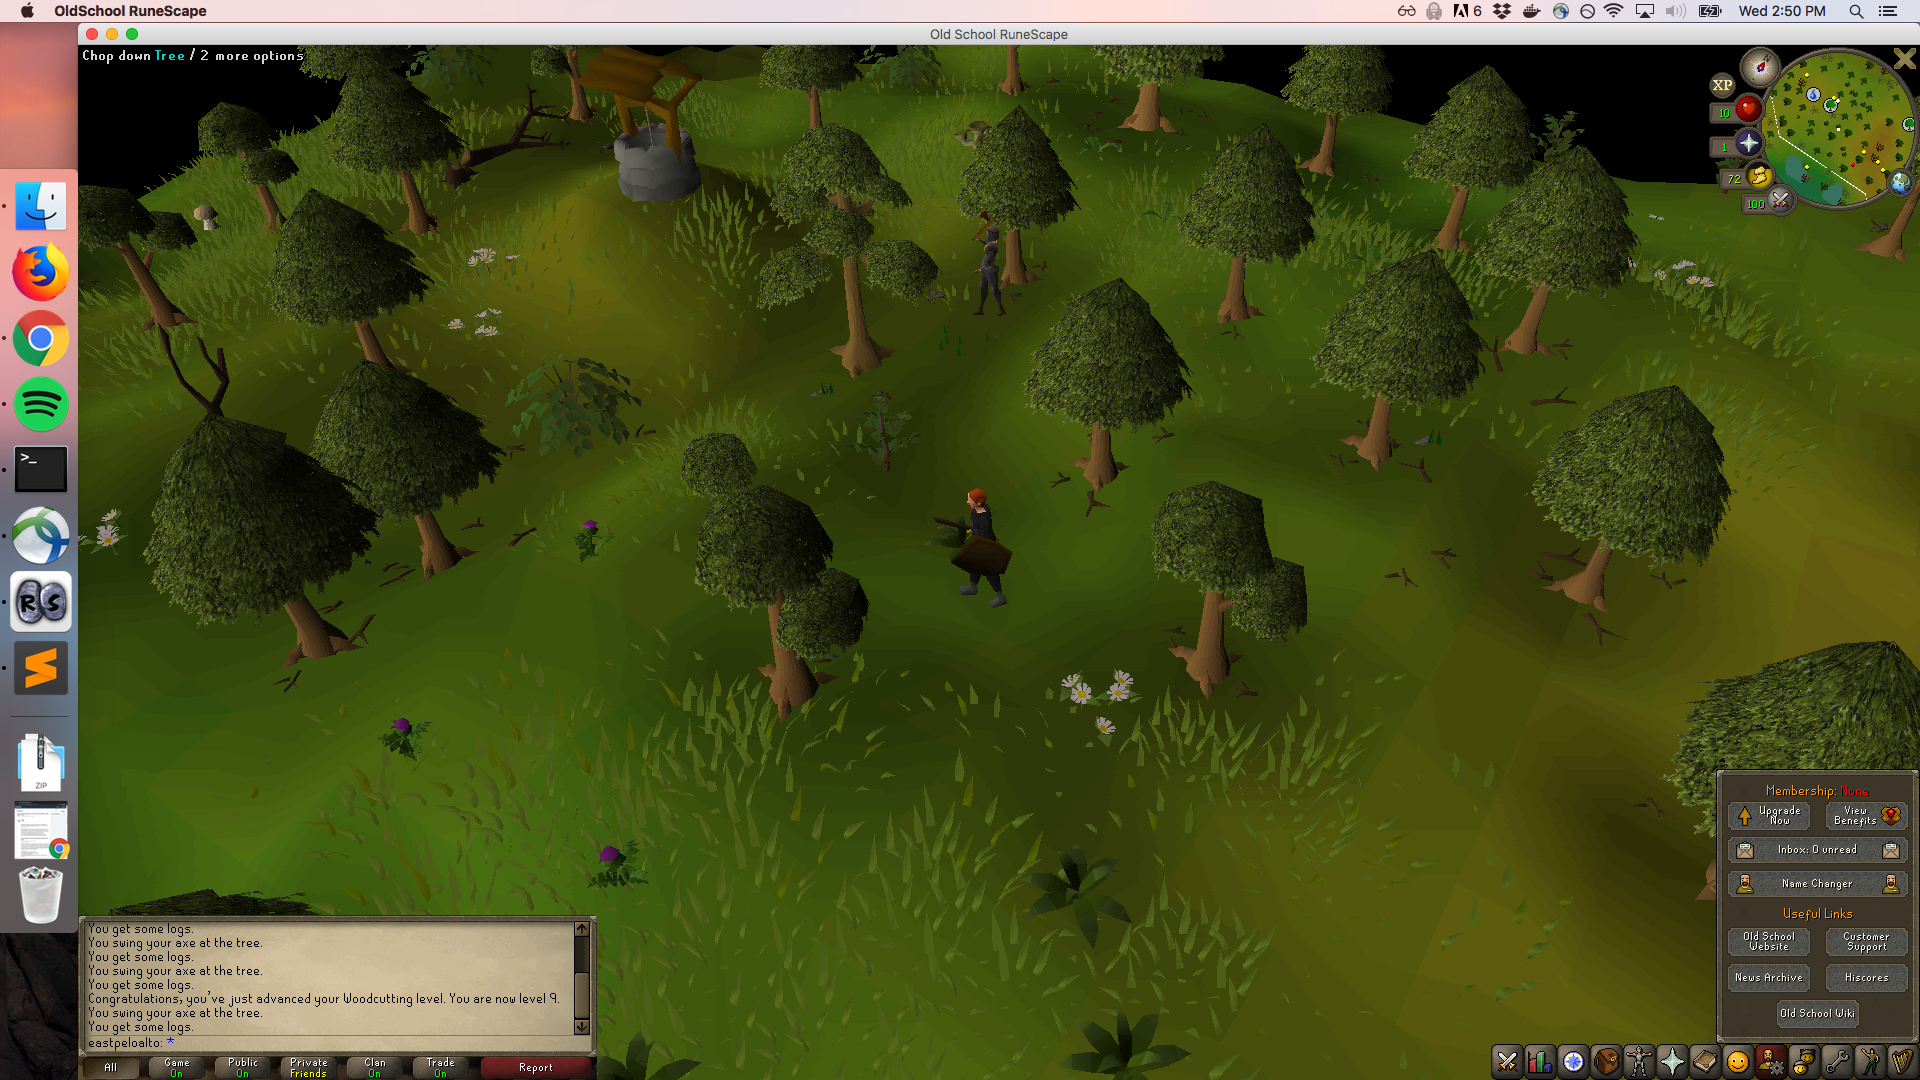 OldSchool RuneScape
6
Wed 2:50 PM
Old School RuneScape
Chop down Tree / 2 more options
XP
10
1
72
100
>_
RS
ZIP
Membership: None
Upgrade Now
View Benefits
Inbox: 0 unread
Name Changer
Useful Links
Old School Website
Customer Support
News Archive
Hiscores
Old School Wiki
You get some logs.
You swing your axe at the tree.
You get some logs.
You swing your axe at the tree.
You get some logs.
Congratulations, you've just advanced your Woodcutting level. You are now level 9.
You swing your axe at the tree.
You get some logs.
eastpeloalto: *
All
Game On
Public On
Private Friends
Clan On
Trade On
Report